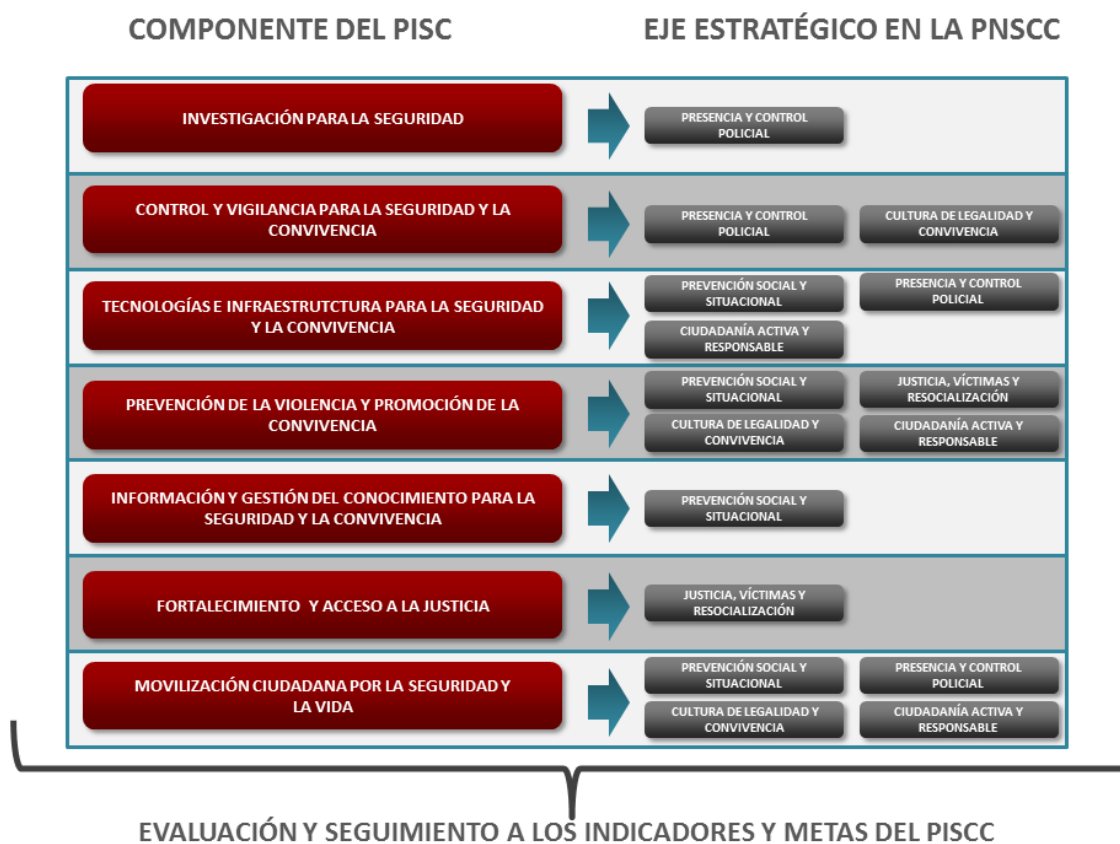 COMPONENTE DEL PISC
EJE ESTRATÉGICO EN LA PNSCC
INVESTIGACIÓN PARA LA SEGURIDAD
PRESENCIA Y CONTROL
POLICIAL
CONTROL Y VIGILANCIA PARA LA SEGURIDAD Y LA
CONVIVENCIA
PRESENCIA Y CONTROL
POLICIAL
CULTURA DE LEGALIDAD Y
CONVIVENCIA
TECNOLOGÍAS E INFRAESTRUTCTURA PARA LA SEGURIDAD
Y LA CONVIVENCIA
PREVENCIÓN SOCIAL Y
SITUACIONAL
PRESENCIA Y CONTROL
POLICIAL
CIUDADANÍA ACTIVA Y
RESPONSABLE
PREVENCIÓN DE LA VIOLENCIA Y PROMOCIÓN DE LA
CONVIVENCIA
PREVENCIÓN SOCIAL Y
SITUACIONAL
JUSTICIA, VÍCTIMAS Y
RESOCIALIZACIÓN
CULTURA DE LEGALIDAD Y
CONVIVENCIA
CIUDADANÍA ACTIVA Y
RESPONSABLE
INFORMACIÓN Y GESTIÓN DEL CONOCIMIENTO PARA LA
SEGURIDAD Y LA CONVIVENCIA
PREVENCIÓN SOCIAL Y
SITUACIONAL
FORTALECIMIENTO Y ACCESO A LA JUSTICIA
JUSTICIA, VÍCTIMAS Y
RESOCIALIZACIÓN
MOVILIZACIÓN CIUDADANA POR LA SEGURIDAD Y
LA VIDA
PREVENCIÓN SOCIAL Y
SITUACIONAL
PRESENCIA Y CONTROL
POLICIAL
CULTURA DE LEGALIDAD Y
CONVIVENCIA
CIUDADANÍA ACTIVA Y
RESPONSABLE
EVALUACIÓN Y SEGUIMIENTO A LOS INDICADORES Y METAS DEL PISCC